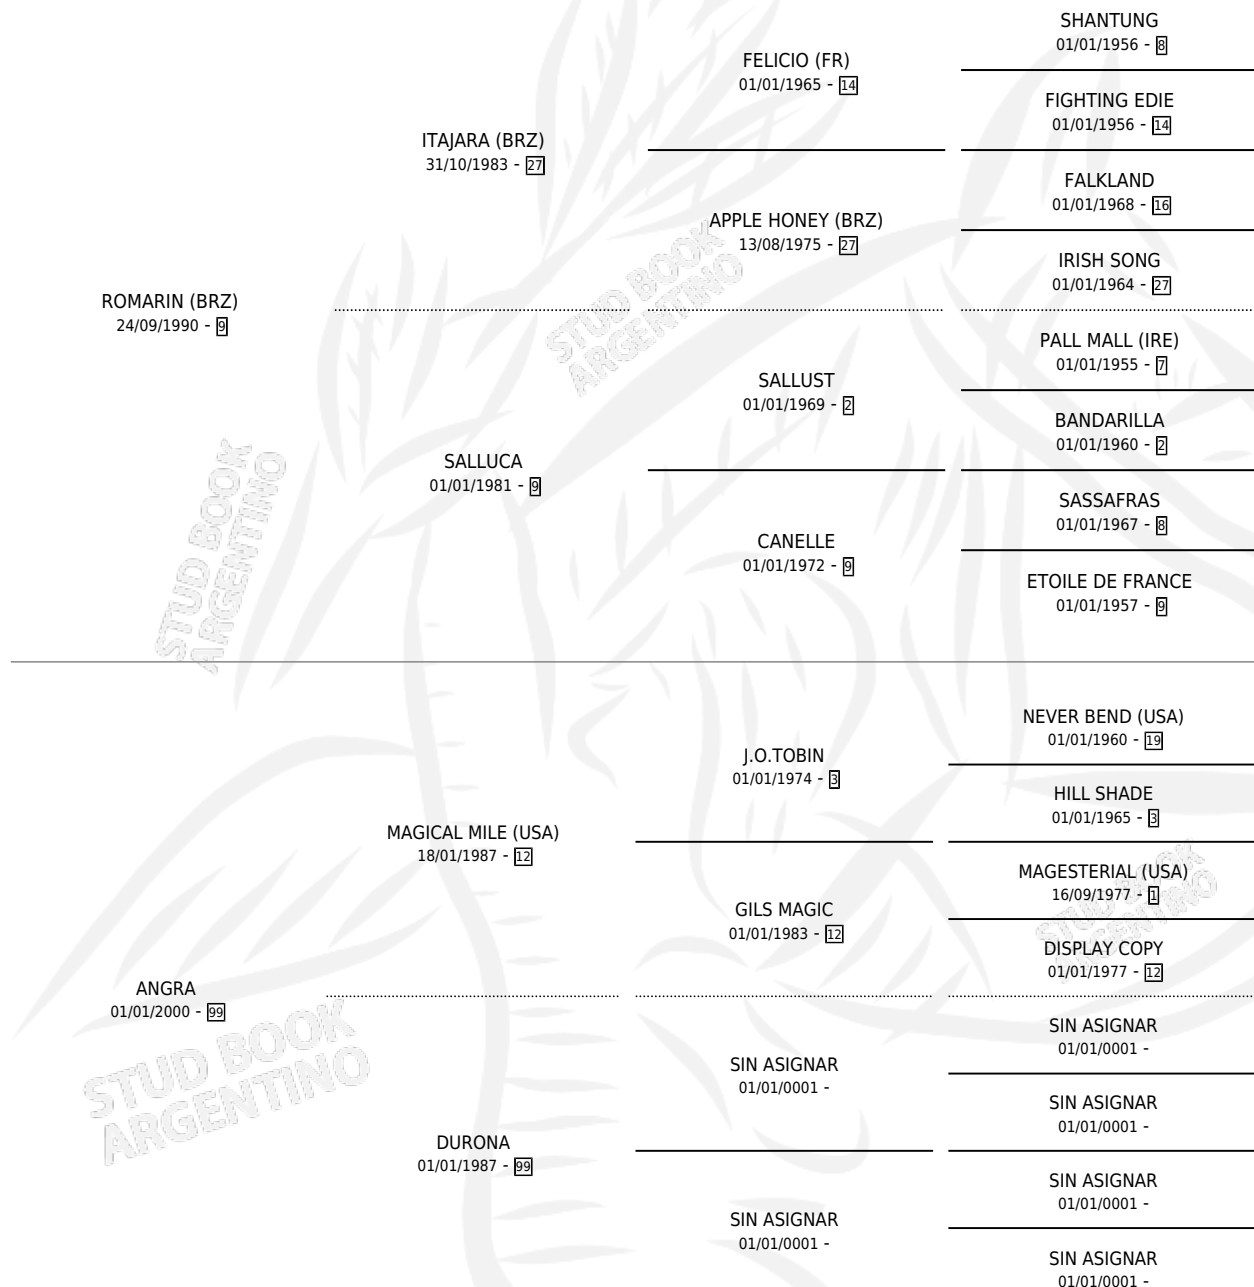 SHANTUNG
01/01/1956 - 8
FELICIO (FR)
01/01/1965 - 14
FIGHTING EDIE
01/01/1956 - 14
ITAJARA (BRZ)
31/10/1983 - 27
FALKLAND
01/01/1968 - 16
APPLE HONEY (BRZ)
13/08/1975 - 27
IRISH SONG
01/01/1964 - 27
ROMARIN (BRZ)
24/09/1990 - 9
STUD BOOK
ARGENTINO
PALL MALL (IRE)
01/01/1955 - 7
SALLUST
01/01/1969 - 2
BANDARILLA
01/01/1960 - 2
SALLUCA
01/01/1981 - 9
SASSAFRAS
01/01/1967 - 8
CANELLE
01/01/1972 - 9
ETOILE DE FRANCE
01/01/1957 - 9
STUD BOOK
ARGENTINO
NEVER BEND (USA)
01/01/1960 - 19
J.O.TOBIN
01/01/1974 - 3
HILL SHADE
01/01/1965 - 3
MAGICAL MILE (USA)
18/01/1987 - 12
MAGESTERIAL (USA)
16/09/1977 - 1
GILS MAGIC
01/01/1983 - 12
STUD BOOK
ARGENTINO
DISPLAY COPY
01/01/1977 - 12
ANGRA
01/01/2000 - 99
STUD BOOK
ARGENTINO
SIN ASIGNAR
01/01/0001 -
SIN ASIGNAR
01/01/0001 -
SIN ASIGNAR
01/01/0001 -
DURONA
01/01/1987 - 99
SIN ASIGNAR
01/01/0001 -
SIN ASIGNAR
01/01/0001 -
SIN ASIGNAR
01/01/0001 -